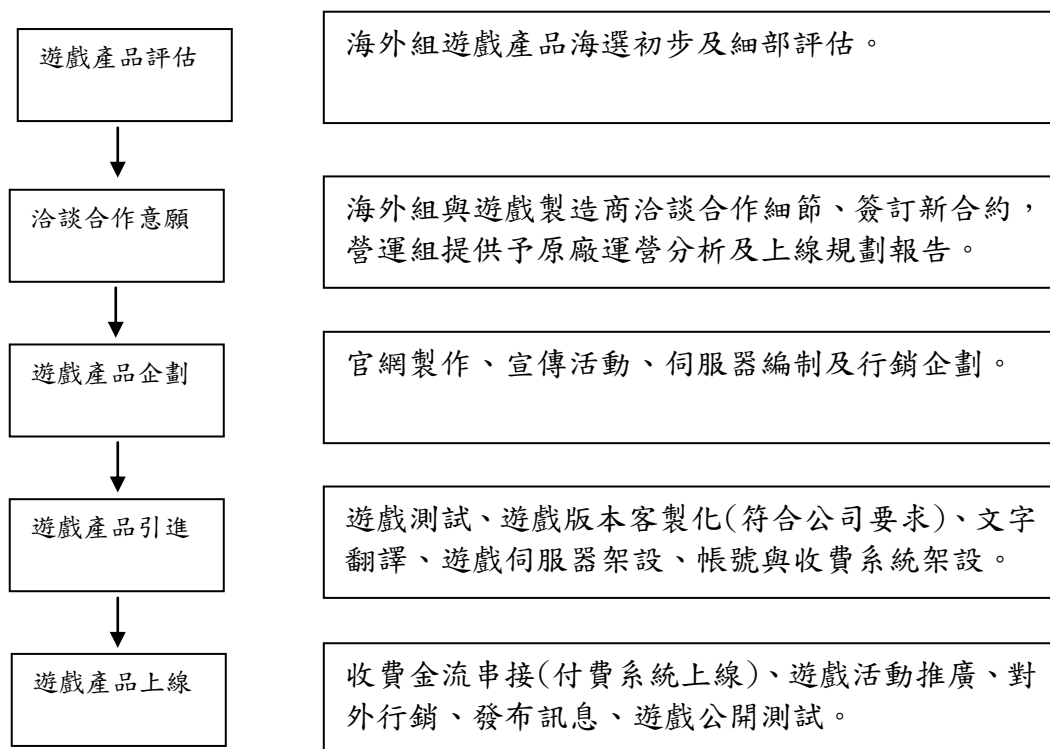 遊戲產品評估
海外組遊戲產品海選初步及細部評估。
洽談合作意願
海外組與遊戲製造商洽談合作細節、簽訂新合約，
營運組提供予原廠運營分析及上線規劃報告。
遊戲產品企劃
官網製作、宣傳活動、伺服器編制及行銷企劃。
遊戲產品引進
遊戲測試、遊戲版本客製化(符合公司要求)、文字
翻譯、遊戲伺服器架設、帳號與收費系統架設。
遊戲產品上線
收費金流串接(付費系統上線)、遊戲活動推廣、對
外行銷、發布訊息、遊戲公開測試。